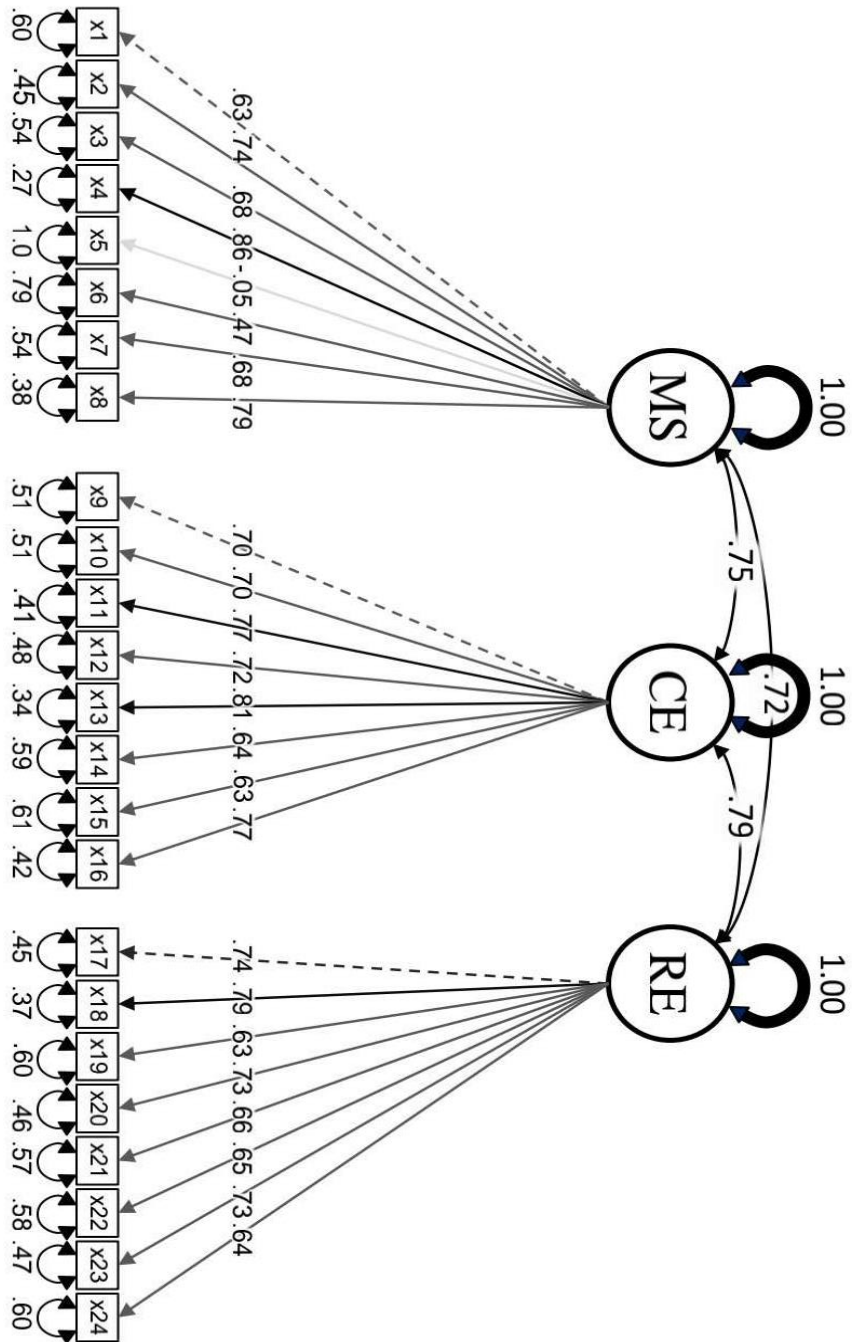 1.00 1.00 1.00
.72
.75 .79
MS CE RE
.63 .74 .68 .86 -.05 .47 .68 .79 .70 .70 .77 .72 .81 .64 .63 .77 .74 .79 .63 .73 .66 .65 .73 .64
x1 x2 x3 x4 x5 x6 x7 x8 x9 x10 x11 x12 x13 x14 x15 x16 x17 x18 x19 x20 x21 x22 x23 x24
.60 .45 .54 .27 1.0 .79 .54 .38 .51 .51 .41 .48 .34 .59 .61 .42 .45 .37 .60 .46 .57 .58 .47 .60